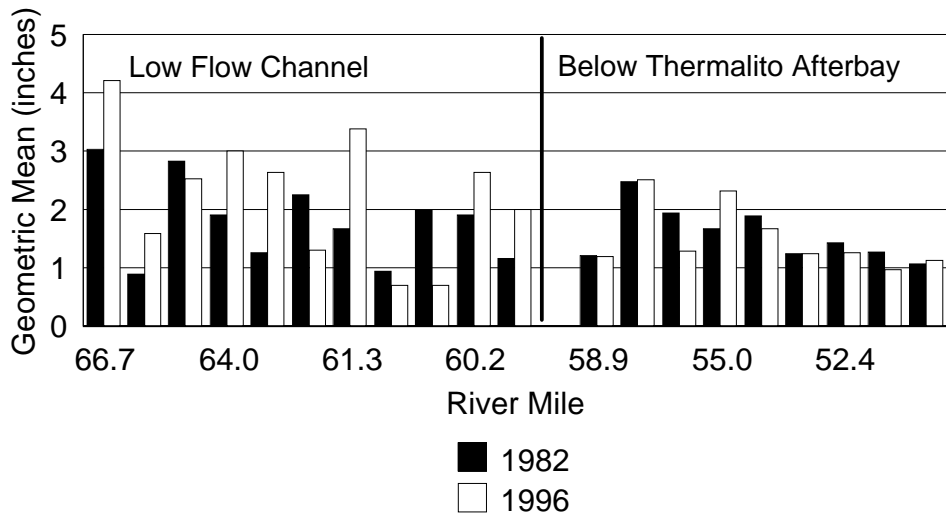 Geometric Mean (inches)
5
4
3
2
1
0
Low Flow Channel
Below Thermalito Afterbay
66.7 64.0 61.3 60.2 58.9 55.0 52.4
River Mile
1982
1996